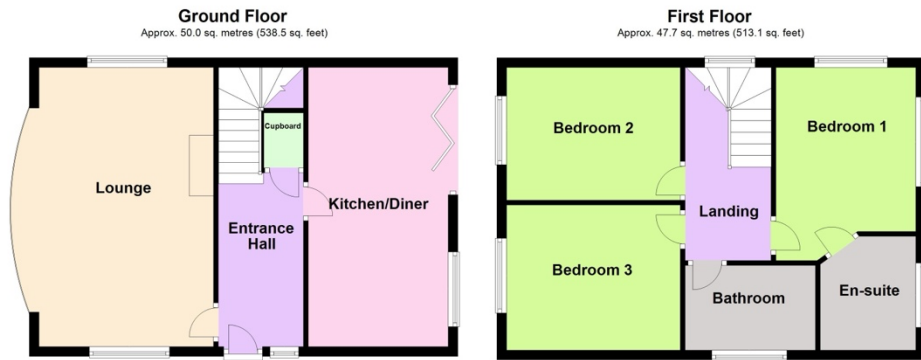 Ground Floor
Approx. 50.0 sq. metres (538.5 sq. feet)
Lounge
Cupboard
Entrance
Hall
Kitchen/Diner
First Floor
Approx. 47.7 sq. metres (513.1 sq. feet)
Bedroom 2
Bedroom 1
Landing
Bedroom 3
Bathroom
En-suite